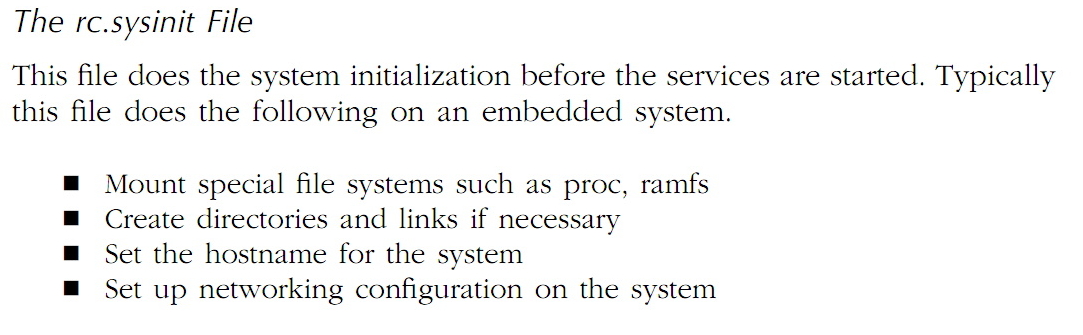 The rc.sysinit File
This file does the system initialization before the services are started. Typically
this file does the following on an embedded system.
■ Mount special file systems such as proc, ramfs
■ Create directories and links if necessary
■ Set the hostname for the system
■ Set up networking configuration on the system